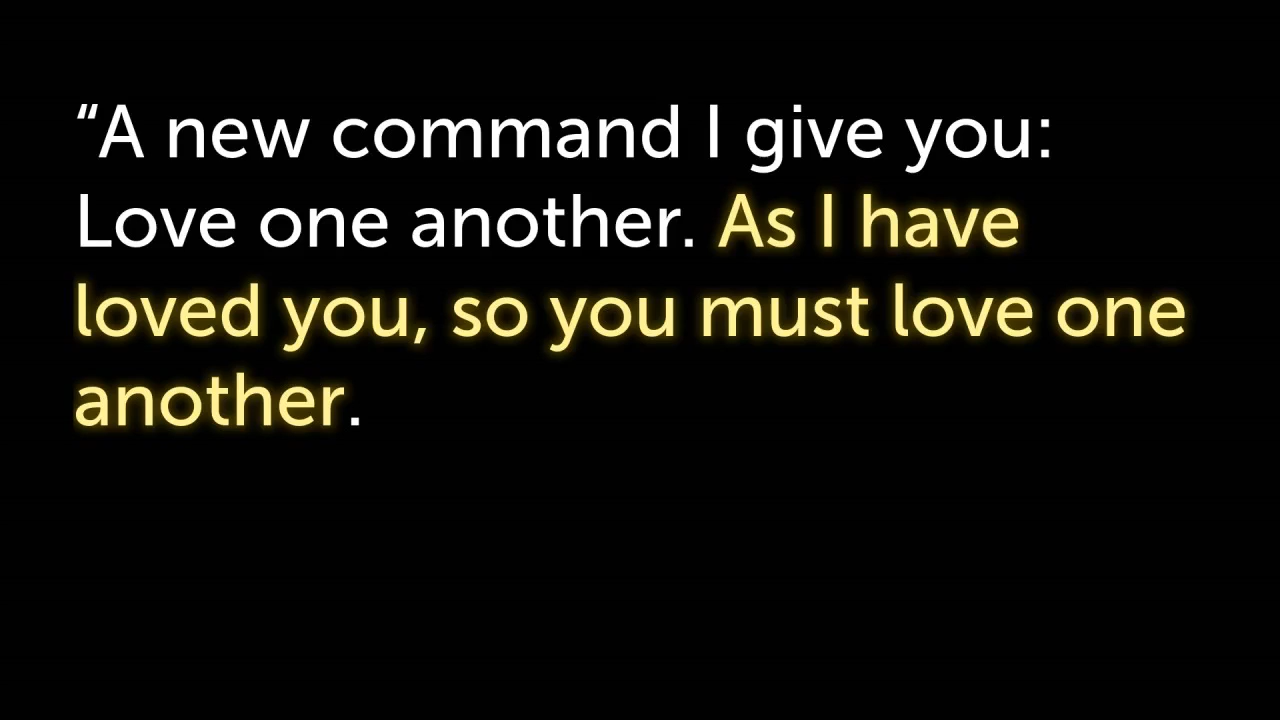 “A new command I give you:
Love one another. As I have
loved you, so you must love one
another.